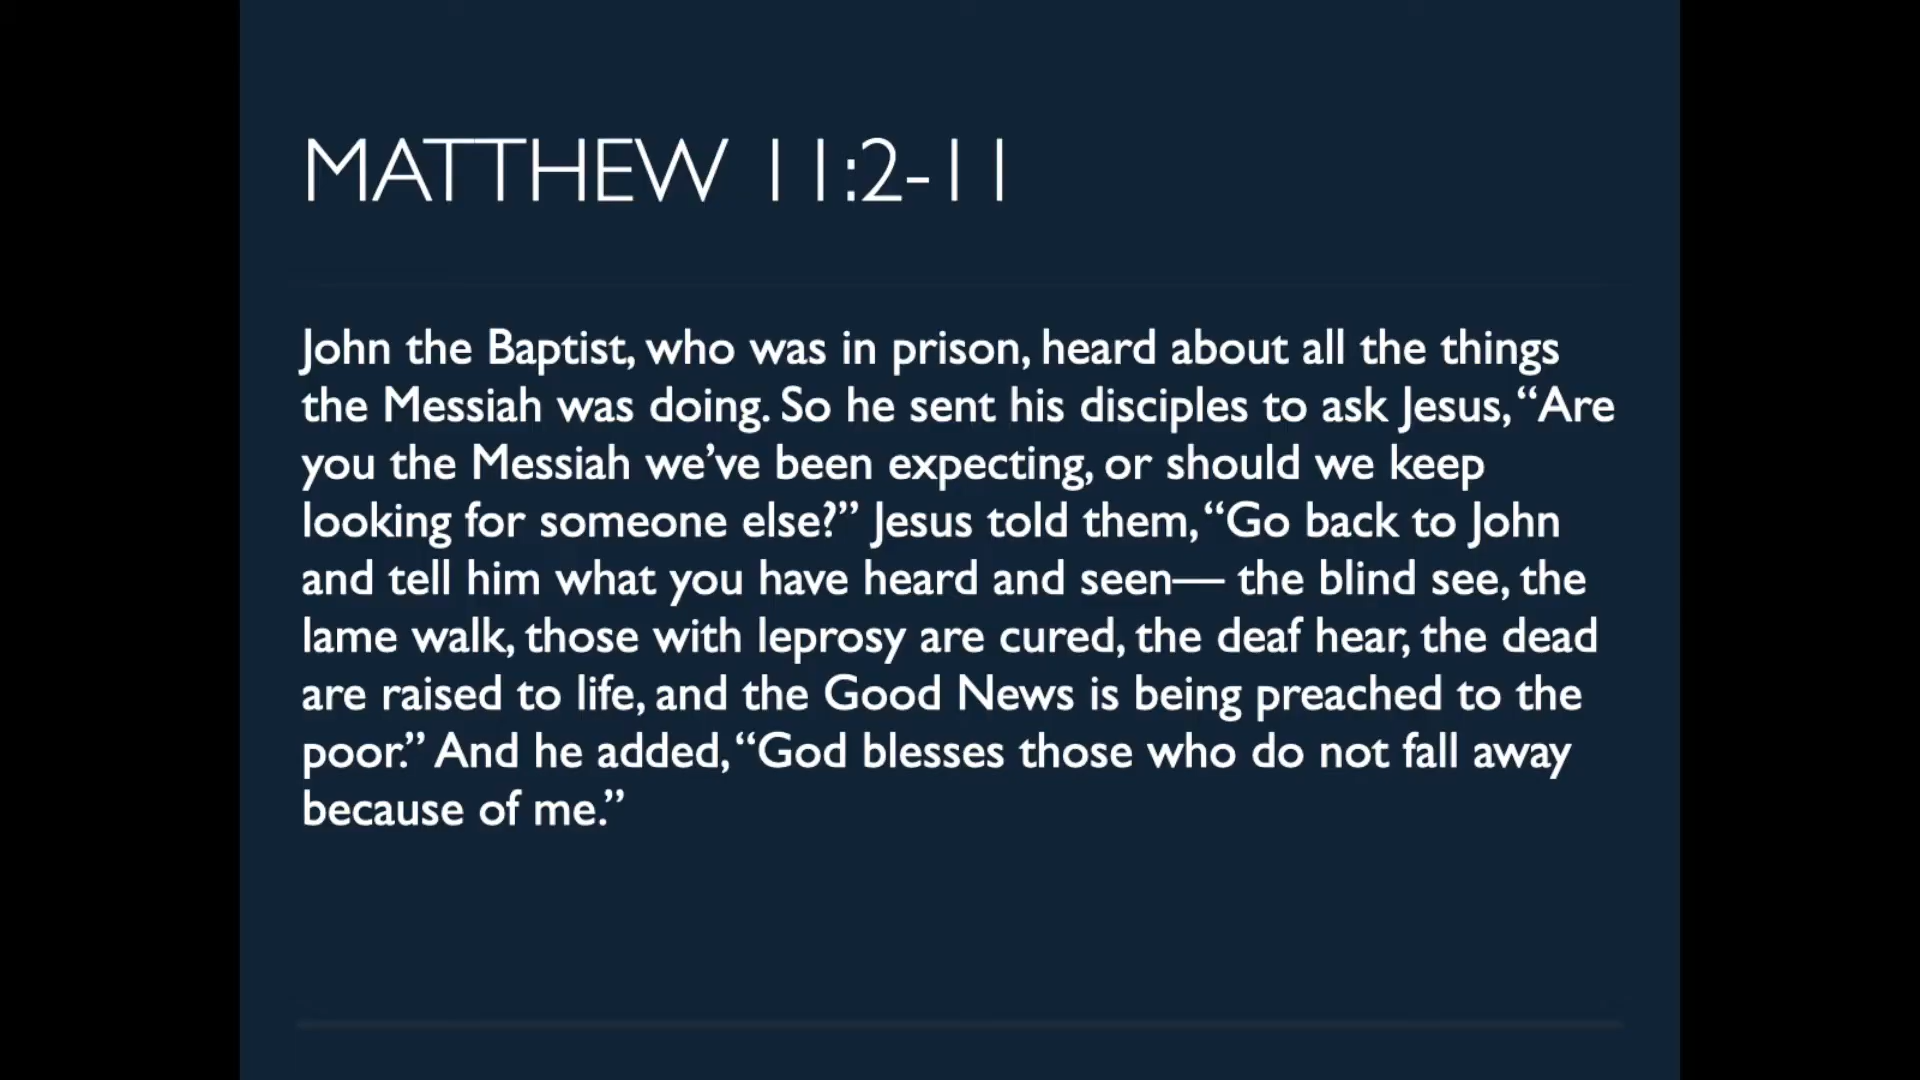 MATTHEW 11:2-11
John the Baptist, who was in prison, heard about all the things
the Messiah was doing. So he sent his disciples to ask Jesus, “Are
you the Messiah we’ve been expecting, or should we keep
looking for someone else?” Jesus told them, “Go back to John
and tell him what you have heard and seen— the blind see, the
lame walk, those with leprosy are cured, the deaf hear, the dead
are raised to life, and the Good News is being preached to the
poor.” And he added, “God blesses those who do not fall away
because of me.”